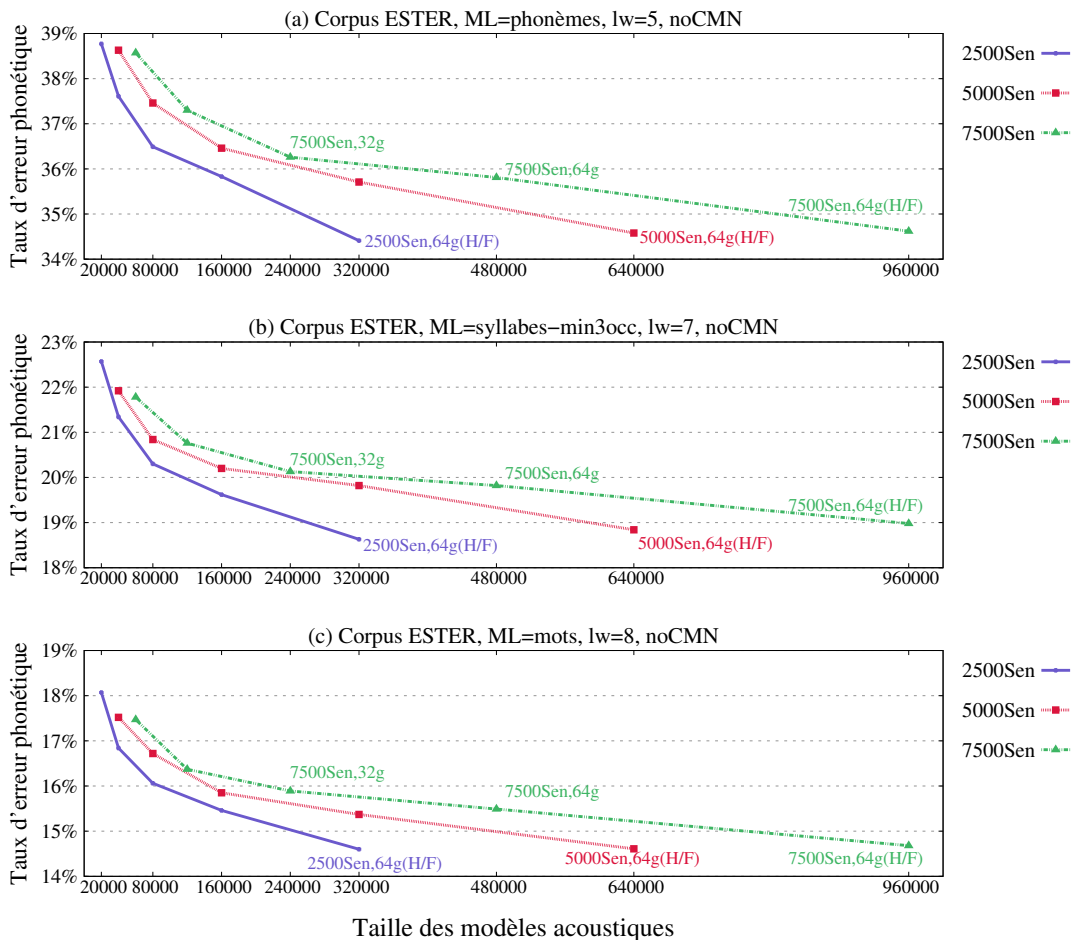 (a) Corpus ESTER, ML=phonèmes, lw=5, noCMN
Taux d'erreur phonétique
39%
38%
37%
36%
35%
34%
20000 80000 160000 240000 320000 480000 640000 960000
7500Sen,32g
7500Sen,64g
7500Sen,64g(H/F)
2500Sen,64g(H/F)
5000Sen,64g(H/F)
2500Sen
5000Sen
7500Sen
(b) Corpus ESTER, ML=syllabes−min3occ, lw=7, noCMN
Taux d'erreur phonétique
23%
22%
21%
20%
19%
18%
20000 80000 160000 240000 320000 480000 640000 960000
7500Sen,32g
7500Sen,64g
7500Sen,64g(H/F)
2500Sen,64g(H/F)
5000Sen,64g(H/F)
2500Sen
5000Sen
7500Sen
(c) Corpus ESTER, ML=mots, lw=8, noCMN
Taux d'erreur phonétique
19%
18%
17%
16%
15%
14%
20000 80000 160000 240000 320000 480000 640000 960000
7500Sen,32g
7500Sen,64g
2500Sen,64g(H/F)
5000Sen,64g(H/F)
7500Sen,64g(H/F)
2500Sen
5000Sen
7500Sen
Taille des modèles acoustiques